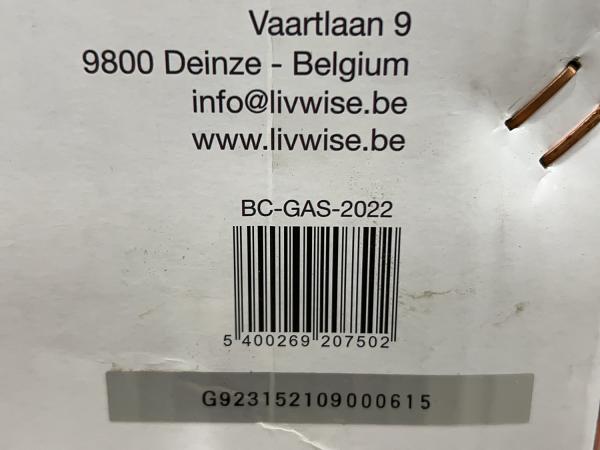 Vaartlaan 9
9800 Deinze - Belgium
info@livwise.be
www.livwise.be
BC-GAS-2022
5 400269 207502
G923152109000615